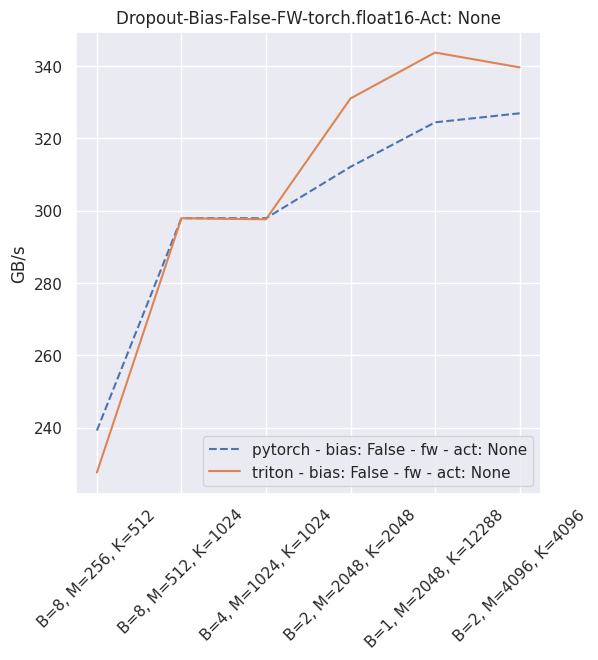 Dropout-Bias-False-FW-torch.float16-Act: None
GB/s
340
320
300
280
260
240
pytorch - bias: False - fw - act: None
triton - bias: False - fw - act: None
B=8, M=256, K=512
B=8, M=512, K=1024
B=4, M=1024, K=1024
B=2, M=2048, K=2048
B=1, M=2048, K=12288
B=2, M=4096, K=4096